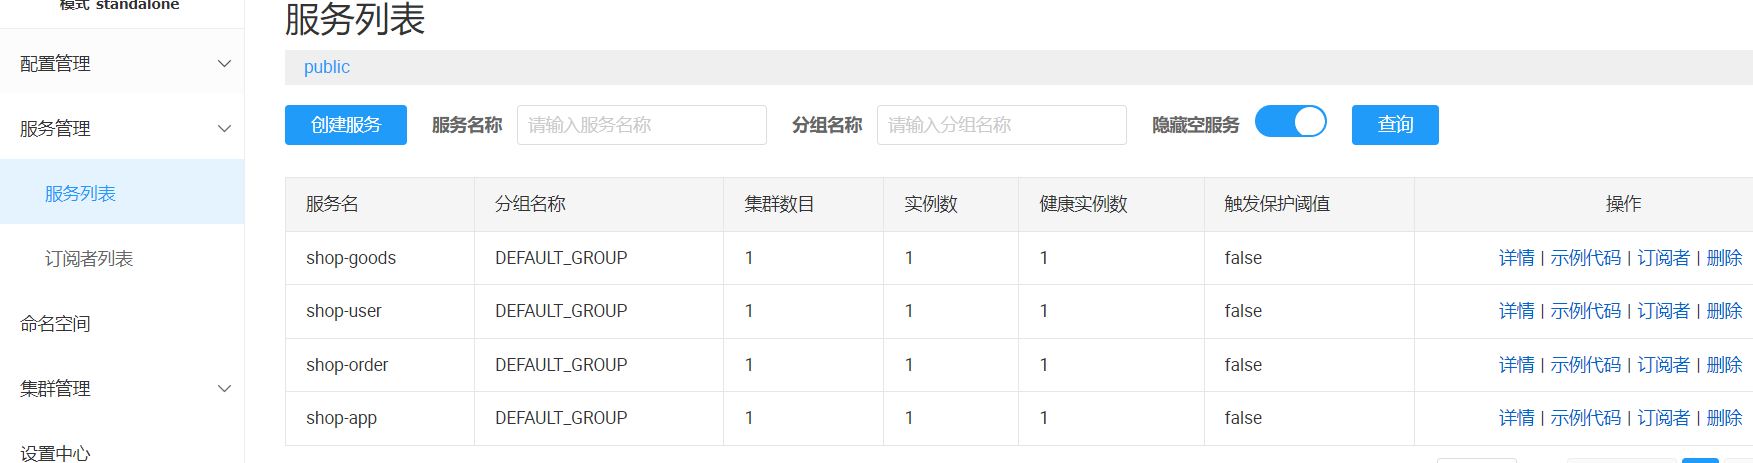 模式 standalone
配置管理
服务管理
服务列表
订阅者列表
命名空间
集群管理
设置中心
服务列表
public
创建服务 服务名称 请输入服务名称 分组名称 请输入分组名称 隐藏空服务 查询
服务名 分组名称 集群数目 实例数 健康实例数 触发保护阈值 操作
shop-goods DEFAULT_GROUP 1 1 1 false 详情 | 示例代码 | 订阅者 | 删除
shop-user DEFAULT_GROUP 1 1 1 false 详情 | 示例代码 | 订阅者 | 删除
shop-order DEFAULT_GROUP 1 1 1 false 详情 | 示例代码 | 订阅者 | 删除
shop-app DEFAULT_GROUP 1 1 1 false 详情 | 示例代码 | 订阅者 | 删除